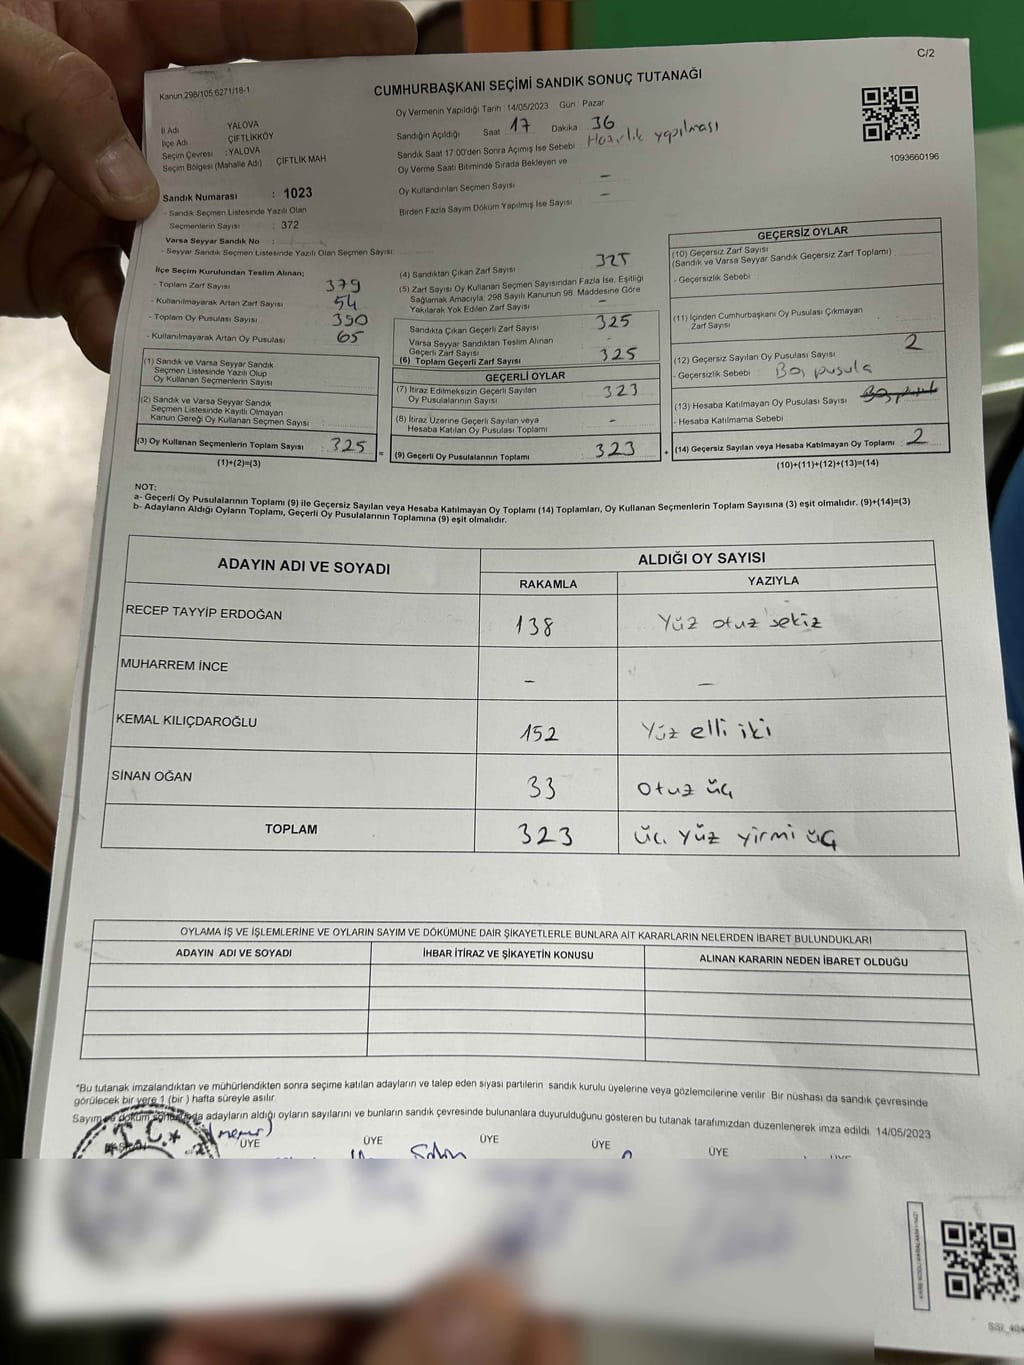 C/2
Kanun 298/105,6271/18-1
CUMHURBAŞKANI SEÇİMİ SANDIK SONUÇ TUTANAĞI
1093660196
İl Adı YALOVA
İlçe Adı ÇİFTLİKKÖY
Seçim Çevresi : YALOVA
Seçim Bölgesi (Mahalle Adı) ÇİFTLİK MAH
Oy Vermenin Yapıldığı Tarih 14/05/2023 Gün Pazar
Sandığın Açıldığı Saat 17 Dakika 36
Sandık Saat 17:00'den Sonra Açımış İse Sebebi Hazırlık yapılması
Oy Verme Saati Bitiminde Sırada Bekleyen ve
Oy Kullandırılan Seçmen Sayısı –
Birden Fazla Sayım Döküm Yapılmış İse Sayısı –
Sandık Numarası : 1023
- Sandık Seçmen Listesinde Yazılı Olan
Seçmenlerin Sayısı : 372
Varsa Seyyar Sandık No :
- Seyyar Sandık Seçmen Listesinde Yazılı Olan Seçmen Sayısı
İlçe Seçim Kurulundan Teslim Alınan;
- Toplam Zarf Sayısı 379
- Kullanılmayarak Artan Zarf Sayısı 54
- Toplam Oy Pusulası Sayısı 390
- Kullanılmayarak Artan Oy Pusulası 65
(1) Sandık ve Varsa Seyyar Sandık
Seçmen Listesinde Yazılı Olup
Oy Kullanan Seçmenlerin Sayısı
(2) Sandık ve Varsa Seyyar Sandık
Seçmen Listesinde Kayıtlı Olmayan
Kanun Gereği Oy Kullanan Seçmen Sayısı
(3) Oy Kullanan Seçmenlerin Toplam Sayısı : 325
(1)+(2)=(3)
(4) Sandıktan Çıkan Zarf Sayısı 325
(5) Zarf Sayısı Oy Kullanan Seçmen Sayısından Fazla İse, Eşitliği
Sağlamak Amacıyla; 298 Sayılı Kanunun 98. Maddesine Göre
Yakılarak Yok Edilen Zarf Sayısı –
Sandıkta Çıkan Geçerli Zarf Sayısı 325
Varsa Seyyar Sandıktan Teslim Alınan
Geçerli Zarf Sayısı –
(6) Toplam Geçerli Zarf Sayısı 325
GEÇERLİ OYLAR
(7) İtiraz Edilmeksizin Geçerli Sayılan
Oy Pusulalarının Sayısı 323
(8) İtiraz Üzerine Geçerli Sayılan veya
Hesaba Katılan Oy Pusulası Toplamı –
= (9) Geçerli Oy Pusulalarının Toplamı 323
GEÇERSİZ OYLAR
(10) Geçersiz Zarf Sayısı
(Sandık ve Varsa Seyyar Sandık Geçersiz Zarf Toplamı)
- Geçersizlik Sebebi
(11) İçinden Cumhurbaşkanı Oy Pusulası Çıkmayan
Zarf Sayısı
(12) Geçersiz Sayılan Oy Pusulası Sayısı 2
- Geçersizlik Sebebi Boş pusula
(13) Hesaba Katılmayan Oy Pusulası Sayısı
- Hesaba Katılmama Sebebi
+ (14) Geçersiz Sayılan veya Hesaba Katılmayan Oy Toplamı 2
(10)+(11)+(12)+(13)=(14)
NOT:
a- Geçerli Oy Pusulalarının Toplamı (9) ile Geçersiz Sayılan veya Hesaba Katılmayan Oy Toplamı (14) Toplamları, Oy Kullanan Seçmenlerin Toplam Sayısına (3) eşit olmalıdır. (9)+(14)=(3)
b- Adayların Aldığı Oyların Toplamı, Geçerli Oy Pusulalarının Toplamına (9) eşit olmalıdır.
ADAYIN ADI VE SOYADI ALDIĞI OY SAYISI
RAKAMLA YAZIYLA
RECEP TAYYİP ERDOĞAN 138 Yüz otuz sekiz
MUHARREM İNCE – –
KEMAL KILIÇDAROĞLU 152 Yüz elli iki
SİNAN OĞAN 33 Otuz üç
TOPLAM 323 üç yüz yirmi üç
OYLAMA İŞ VE İŞLEMLERİNE VE OYLARIN SAYIM VE DÖKÜMÜNE DAİR ŞİKAYETLERLE BUNLARA AİT KARARLARIN NELERDEN İBARET BULUNDUKLARI
ADAYIN ADI VE SOYADI İHBAR İTİRAZ VE ŞİKAYETİN KONUSU ALINAN KARARIN NEDEN İBARET OLDUĞU
*Bu tutanak imzalandıktan ve mühürlendikten sonra seçime katılan adayların ve talep eden siyasi partilerin sandık kurulu üyelerine veya gözlemcilerine verilir. Bir nüshası da sandık çevresinde
görülecek bir yere 1 (bir ) hafta süreyle asılır.
Sayım ve döküm sonucunda adayların aldığı oyların sayılarını ve bunların sandık çevresinde bulunanlara duyurulduğunu gösteren bu tutanak tarafımızdan düzenlenerek imza edildi. 14/05/2023
T.C.
ÜYE ÜYE ÜYE ÜYE ÜYE